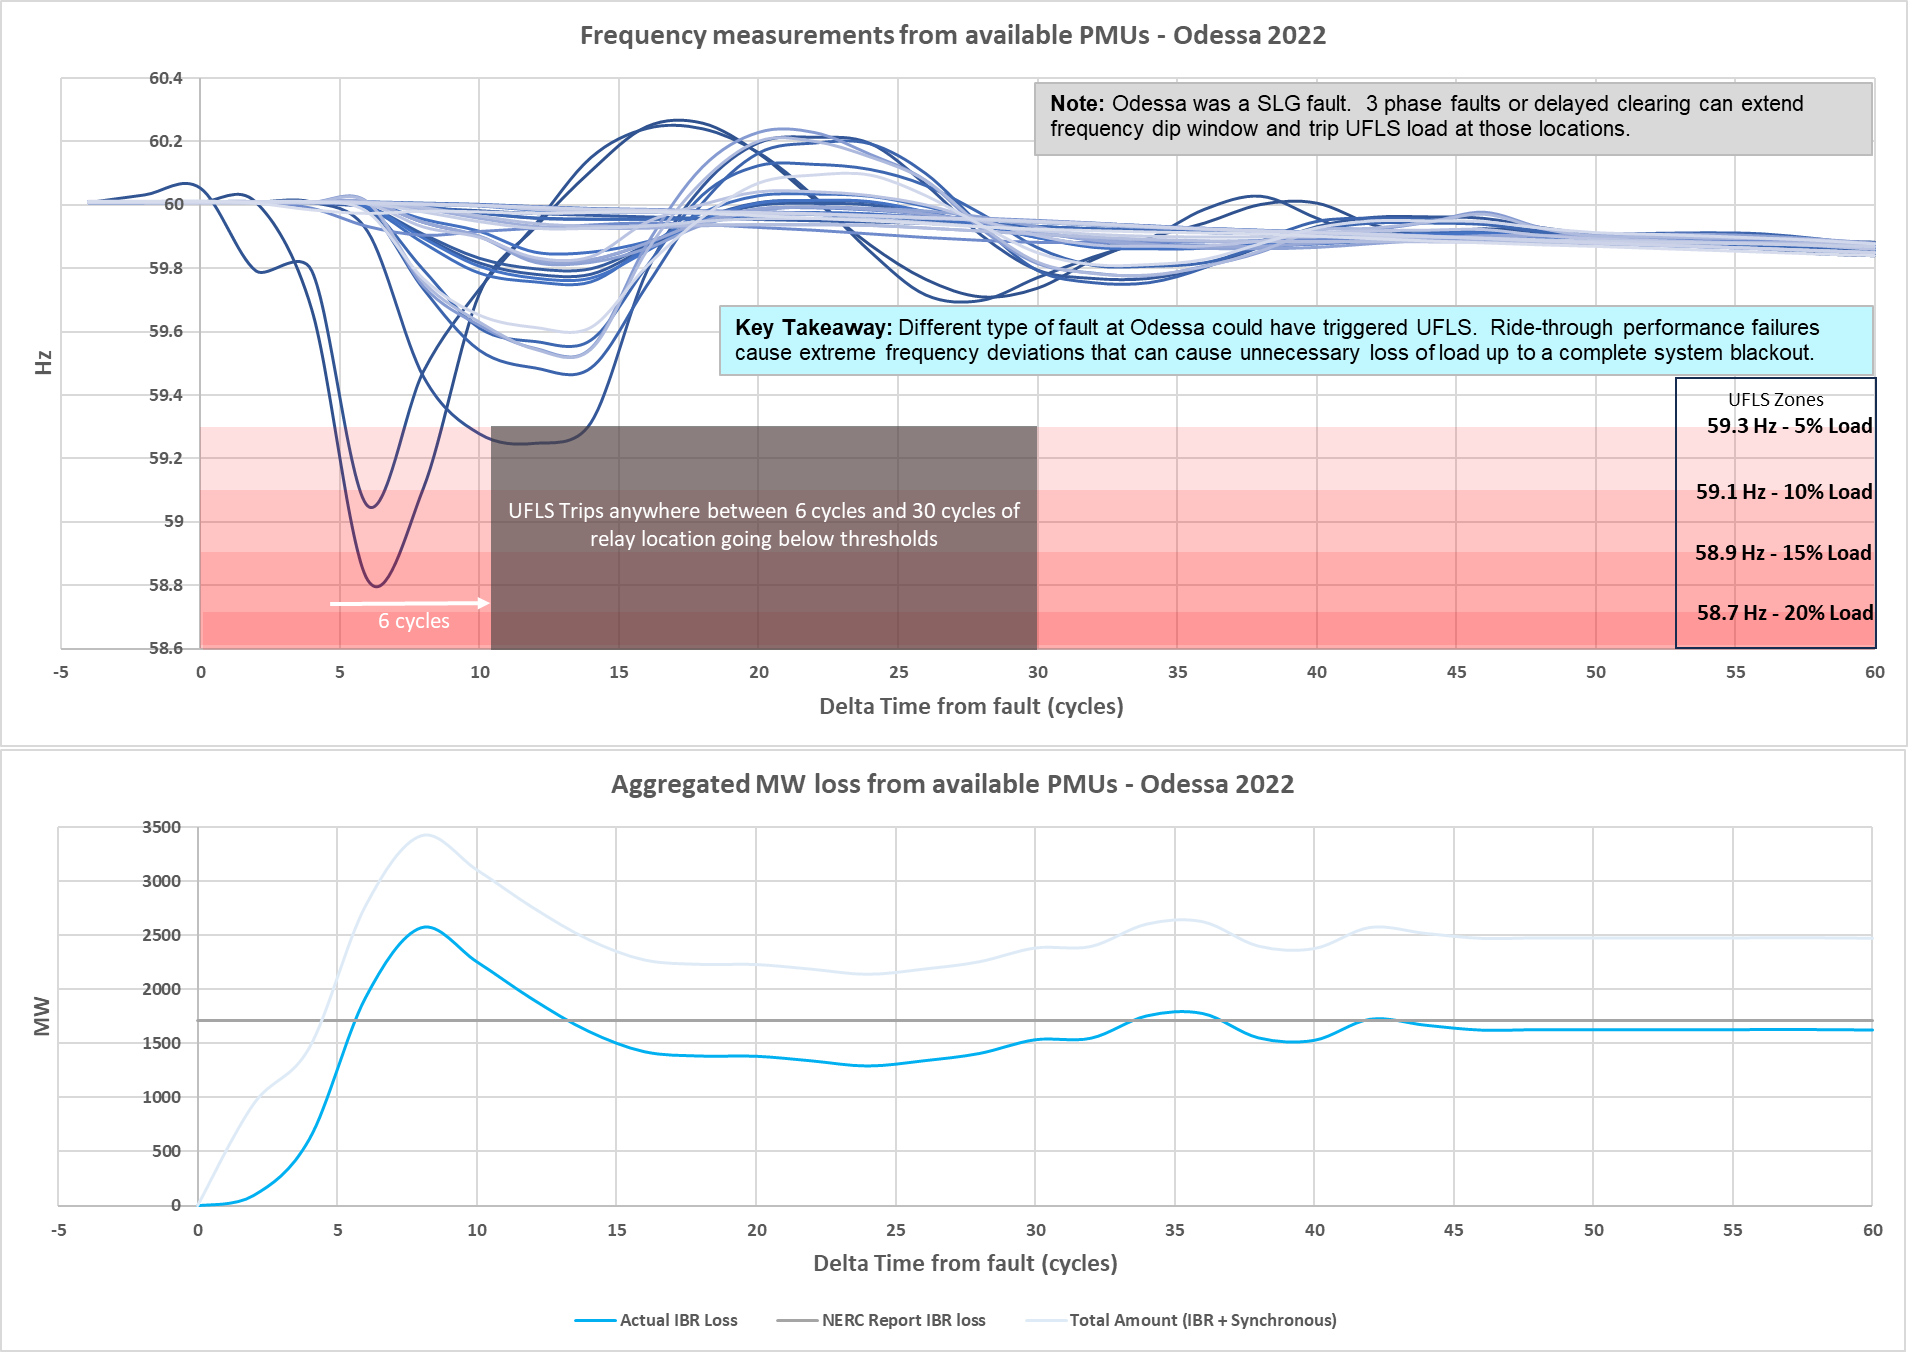 Frequency measurements from available PMUs - Odessa 2022
60.4
60.2
60
59.8
59.6
59.4
59.2
59
58.8
58.6
Hz
Note: Odessa was a SLG fault. 3 phase faults or delayed clearing can extend
frequency dip window and trip UFLS load at those locations.
Key Takeaway: Different type of fault at Odessa could have triggered UFLS. Ride-through performance failures
cause extreme frequency deviations that can cause unnecessary loss of load up to a complete system blackout.
UFLS Zones
59.3 Hz - 5% Load
59.1 Hz - 10% Load
58.9 Hz - 15% Load
58.7 Hz - 20% Load
UFLS Trips anywhere between 6 cycles and 30 cycles of
relay location going below thresholds
6 cycles
-5 0 5 10 15 20 25 30 35 40 45 50 55 60
Delta Time from fault (cycles)
Aggregated MW loss from available PMUs - Odessa 2022
3500
3000
2500
2000
1500
1000
500
0
MW
-5 0 5 10 15 20 25 30 35 40 45 50 55 60
Delta Time from fault (cycles)
Actual IBR Loss NERC Report IBR loss Total Amount (IBR + Synchronous)